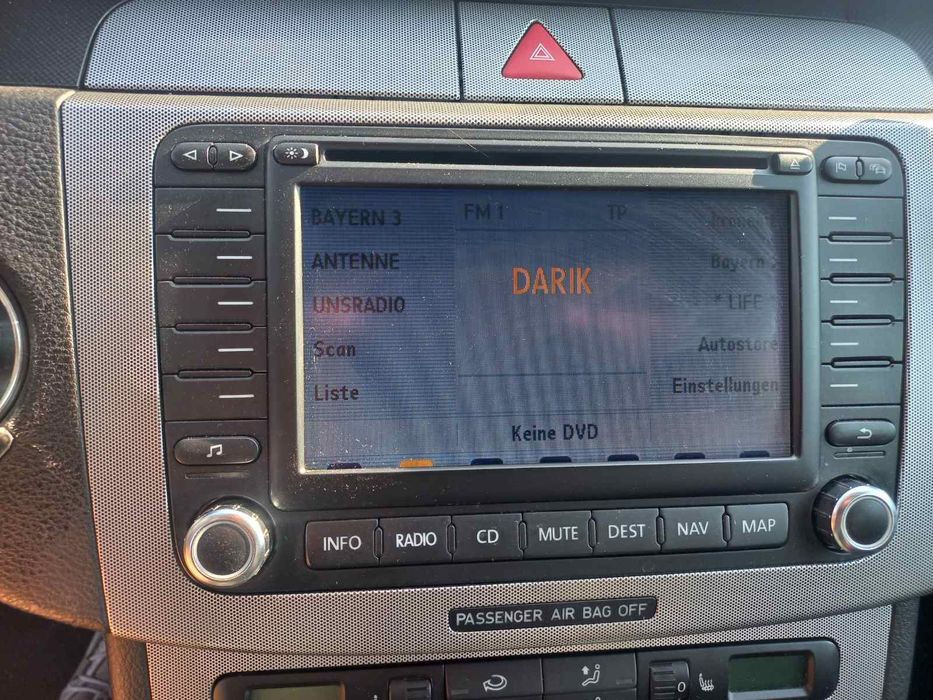 BAYERN 3
FM 1
TP
ANTENNE
Bayern
DARIK
UNSRADIO
* LIFE
Scan
Autostore
Liste
Einstellungen
Keine DVD
INFO
RADIO
CD
MUTE
DEST
NAV
MAP
PASSENGER AIR BAG OFF